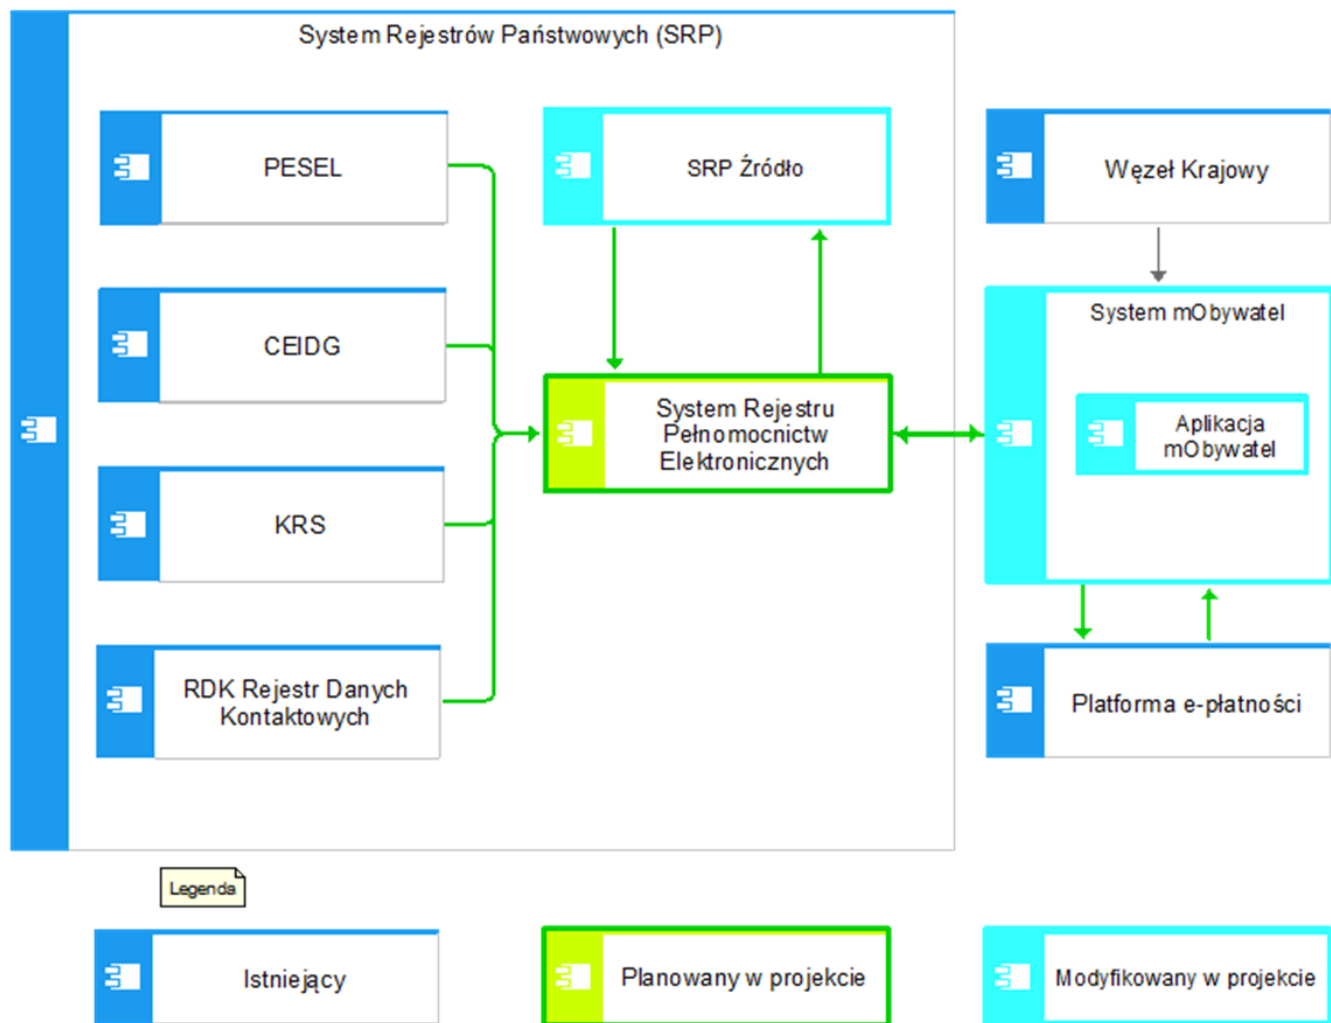 System Rejestrów Państwowych (SRP)
PESEL
SRP Źródło
Węzeł Krajowy
CEIDG
System mObywatel
System Rejestru
Pełnomocnictw
Elektronicznych
Aplikacja
mObywatel
KRS
RDK Rejestr Danych
Kontaktowych
Platforma e-płatności
Legenda
Istniejący
Planowany w projekcie
Modyfikowany w projekcie